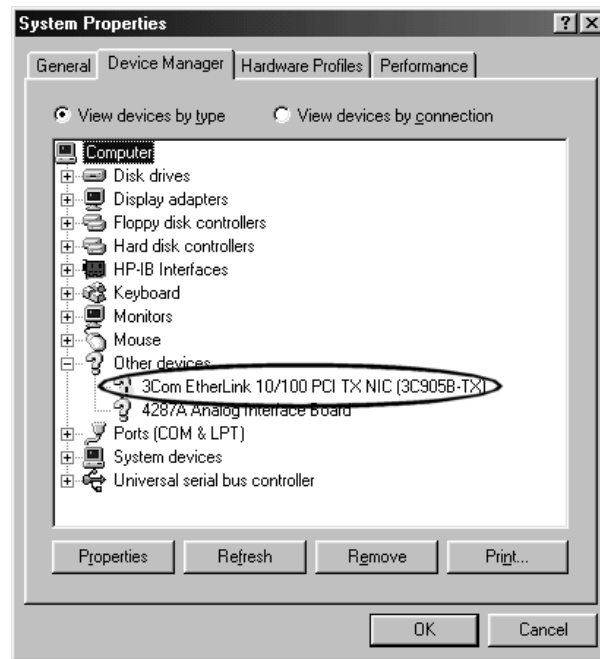 System Properties
General Device Manager Hardware Profiles Performance
View devices by type View devices by connection
Computer
Disk drives
Display adapters
Floppy disk controllers
Hard disk controllers
HP-IB Interfaces
Keyboard
Monitors
Mouse
Other devices
3Com EtherLink 10/100 PCI TX NIC (3C905B-TX)
4287A Analog Interface Board
Ports (COM & LPT)
System devices
Universal serial bus controller
Properties Refresh Remove Print...
OK Cancel